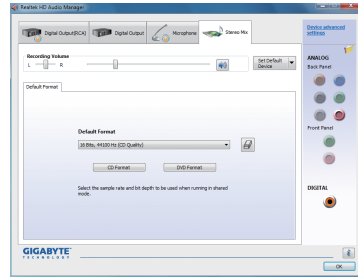 Realtek HD Audio Manager
Digital Output(RCA)
Digital Output
Microphone
Stereo Mix
Device advanced
settings
Recording Volume
L
R
Set Default
Device
ANALOG
Back Panel
Default Format
Default Format
16 Bits, 44100 Hz (CD Quality)
CD Format
DVD Format
Select the sample rate and bit depth to be used when running in shared
mode.
Front Panel
DIGITAL
GIGABYTE
TECHNOLOGY
OK